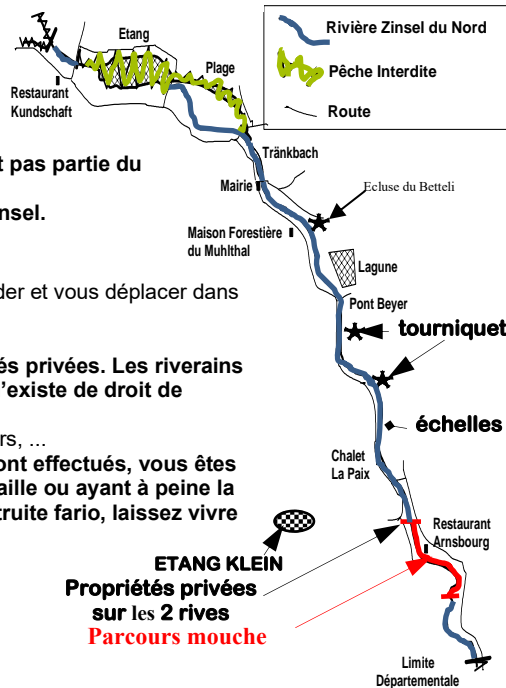 Rivière Zinsel du Nord
Pêche Interdite
Route
Etang
Plage
Restaurant
Kundschaft
t pas partie du
Tränkbach
Mairie
Ecluse du Betteli
nsel.
Maison Forestière
du Muhlthal
Lagune
der et vous déplacer dans
Pont Beyer
tourniquet
és privées. Les riverains
'existe de droit de
échelles
rs, ...
ont effectués, vous êtes
Chalet
La Paix
aille ou ayant à peine la
truite fario, laissez vivre
Restaurant
Arnsbourg
ETANG KLEIN
Propriétés privées
sur les 2 rives
Parcours mouche
Limite
Départementale